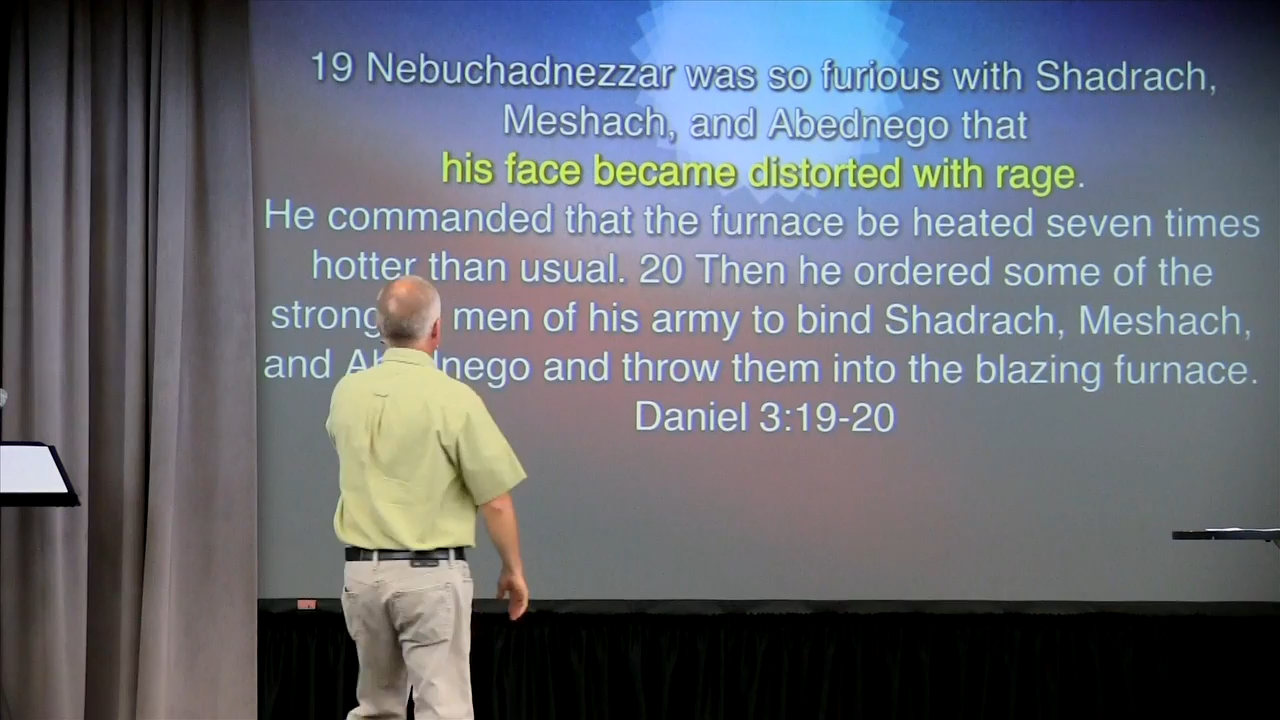 19 Nebuchadnezzar was so furious with Shadrach,
Meshach, and Abednego that
his face became distorted with rage.
He commanded that the furnace be heated seven times
hotter than usual. 20 Then he ordered some of the
strong men of his army to bind Shadrach, Meshach,
and Abednego and throw them into the blazing furnace.
Daniel 3:19-20